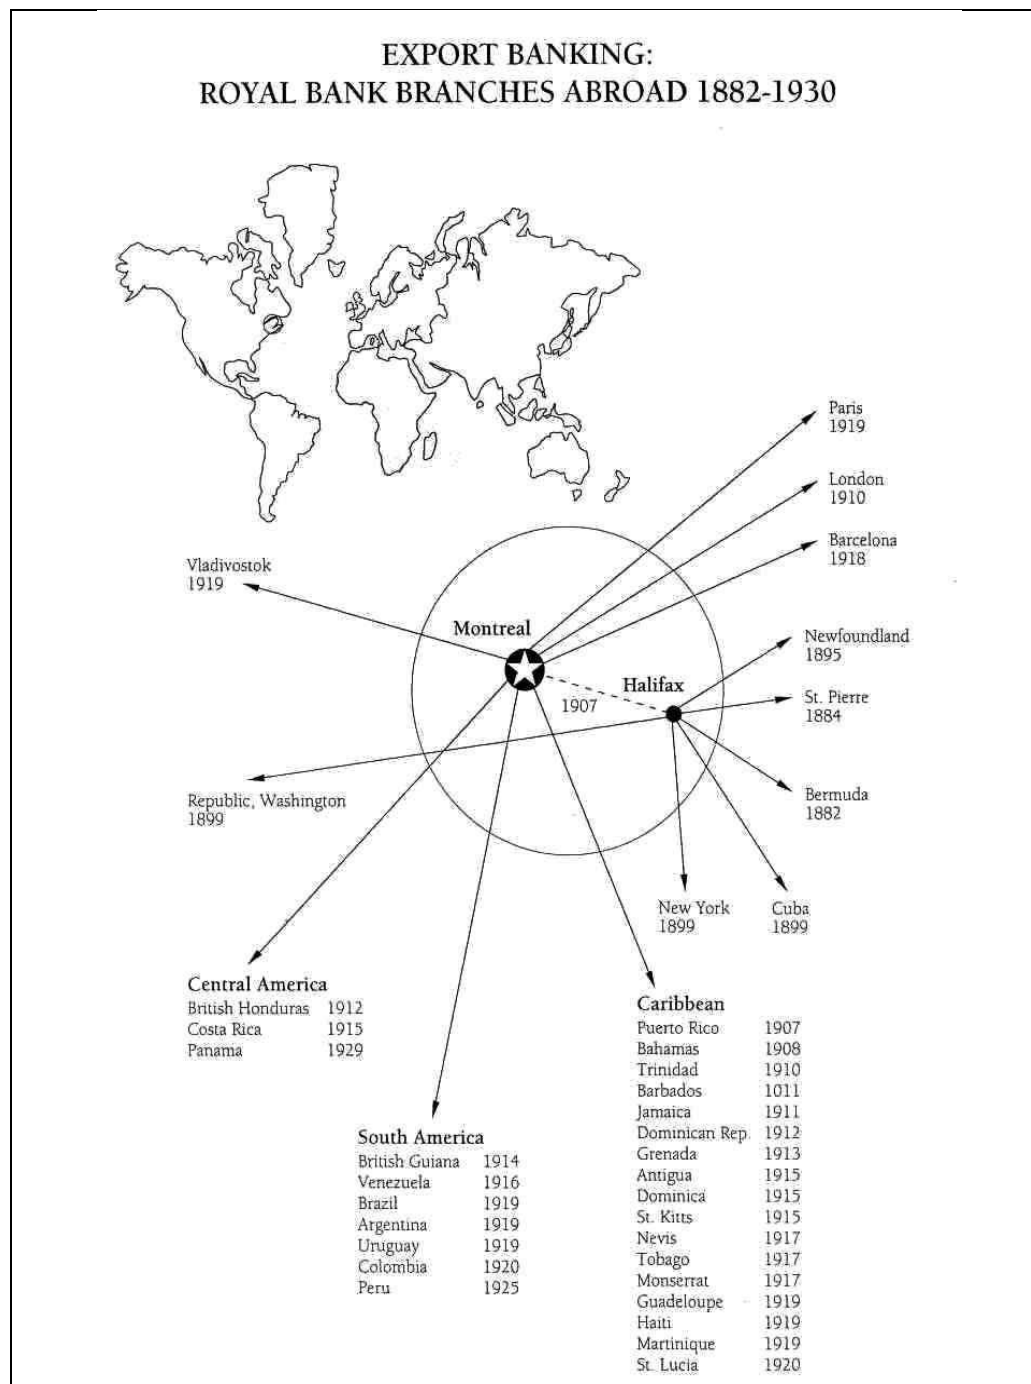 EXPORT BANKING:
ROYAL BANK BRANCHES ABROAD 1882-1930
Paris
1919
London
1910
Barcelona
1918
Vladivostok
1919
Montreal
Newfoundland
1895
Halifax
1907
St. Pierre
1884
Republic, Washington
1899
Bermuda
1882
New York
1899
Cuba
1899
Central America
British Honduras 1912
Costa Rica 1915
Panama 1929
South America
British Guiana 1914
Venezuela 1916
Brazil 1919
Argentina 1919
Uruguay 1919
Colombia 1920
Peru 1925
Caribbean
Puerto Rico 1907
Bahamas 1908
Trinidad 1910
Barbados 1011
Jamaica 1911
Dominican Rep. 1912
Grenada 1913
Antigua 1915
Dominica 1915
St. Kitts 1915
Nevis 1917
Tobago 1917
Monserrat 1917
Guadeloupe 1919
Haiti 1919
Martinique 1919
St. Lucia 1920